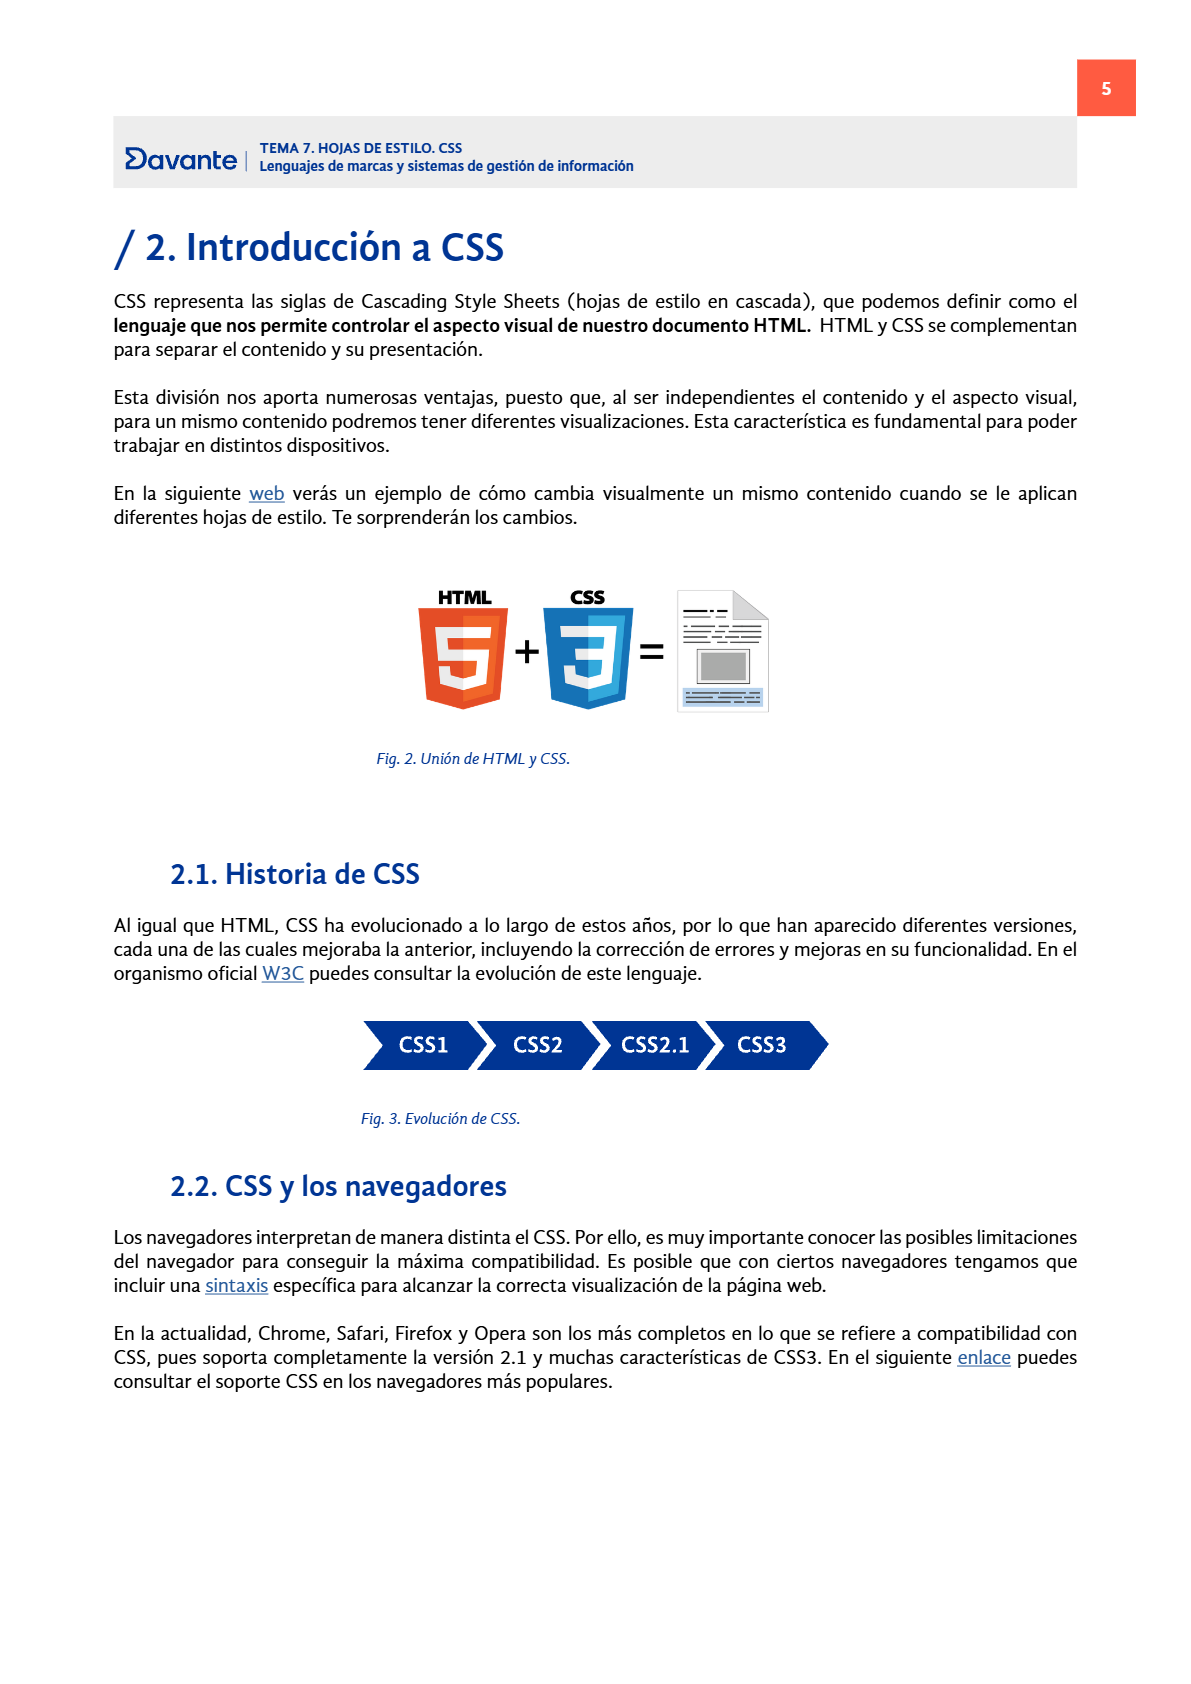 5
Davante
TEMA 7. HOJAS DE ESTILO. CSS
Lenguajes de marcas y sistemas de gestión de información
/ 2. Introducción a CSS
CSS representa las siglas de Cascading Style Sheets (hojas de estilo en cascada), que podemos definir como el
lenguaje que nos permite controlar el aspecto visual de nuestro documento HTML. HTML y CSS se complementan
para separar el contenido y su presentación.
Esta división nos aporta numerosas ventajas, puesto que, al ser independientes el contenido y el aspecto visual,
para un mismo contenido podremos tener diferentes visualizaciones. Esta característica es fundamental para poder
trabajar en distintos dispositivos.
En la siguiente web verás un ejemplo de cómo cambia visualmente un mismo contenido cuando se le aplican
diferentes hojas de estilo. Te sorprenderán los cambios.
HTML CSS
5 + 3 =
Fig. 2. Unión de HTML y CSS.
2.1. Historia de CSS
Al igual que HTML, CSS ha evolucionado a lo largo de estos años, por lo que han aparecido diferentes versiones,
cada una de las cuales mejoraba la anterior, incluyendo la corrección de errores y mejoras en su funcionalidad. En el
organismo oficial W3C puedes consultar la evolución de este lenguaje.
CSS1 CSS2 CSS2.1 CSS3
Fig. 3. Evolución de CSS.
2.2. CSS y los navegadores
Los navegadores interpretan de manera distinta el CSS. Por ello, es muy importante conocer las posibles limitaciones
del navegador para conseguir la máxima compatibilidad. Es posible que con ciertos navegadores tengamos que
incluir una sintaxis específica para alcanzar la correcta visualización de la página web.
En la actualidad, Chrome, Safari, Firefox y Opera son los más completos en lo que se refiere a compatibilidad con
CSS, pues soporta completamente la versión 2.1 y muchas características de CSS3. En el siguiente enlace puedes
consultar el soporte CSS en los navegadores más populares.